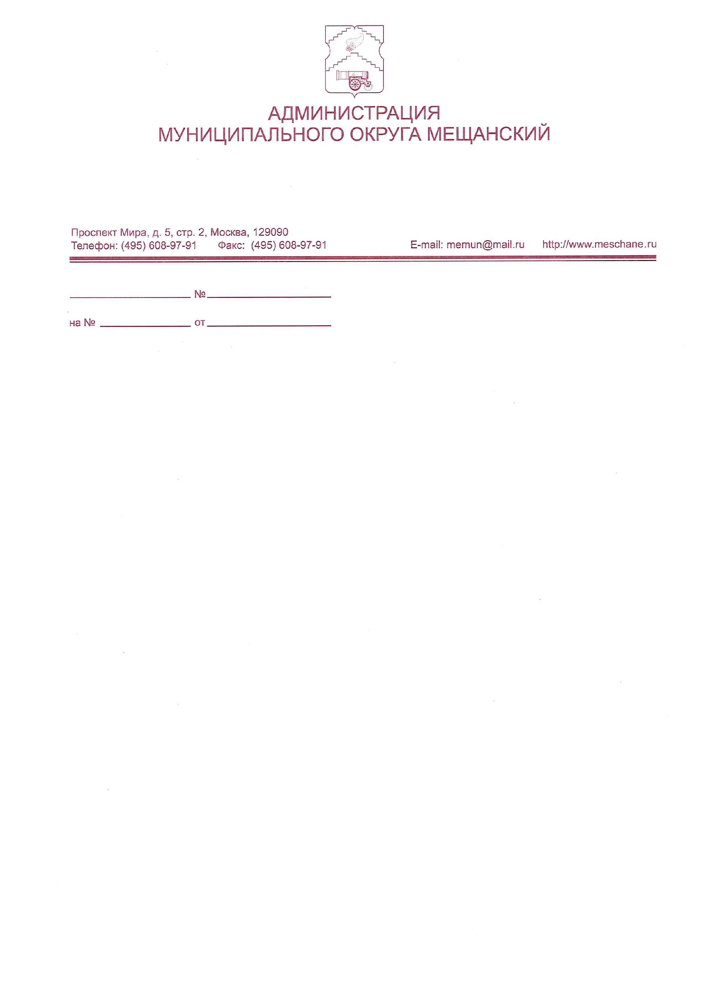 АДМИНИСТРАЦИЯ
МУНИЦИПАЛЬНОГО ОКРУГА МЕЩАНСКИЙ
Проспект Мира, д. 5, стр. 2, Москва, 129090
Телефон: (495) 608-97-91 Факс: (495) 608-97-91 E-mail: memun@mail.ru http://www.meschane.ru
№
на № от